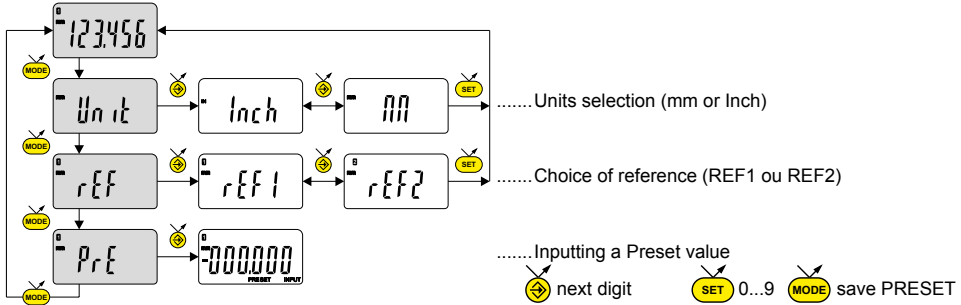 123.456
MODE
Unit Inch MM SET .......Units selection (mm or Inch)
MODE
rEF rEF1 rEF2 SET .......Choice of reference (REF1 ou REF2)
MODE
PrE -000.000 PRESET INPUT .......Inputting a Preset value
MODE next digit SET 0...9 MODE save PRESET